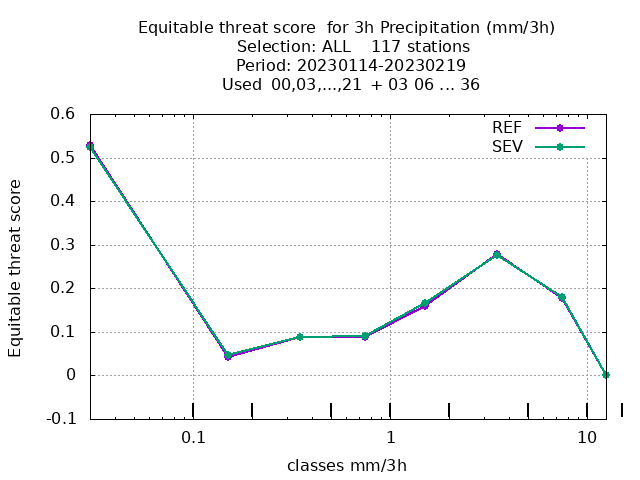 Equitable threat score  for 3h Precipitation (mm/3h)
Selection: ALL    117 stations
Period: 20230114-20230219
Used  00,03,...,21  + 03 06 ... 36
REF
SEV
0.6
0.5
0.4
0.3
0.2
0.1
0
-0.1
Equitable threat score
0.1
1
10
classes mm/3h